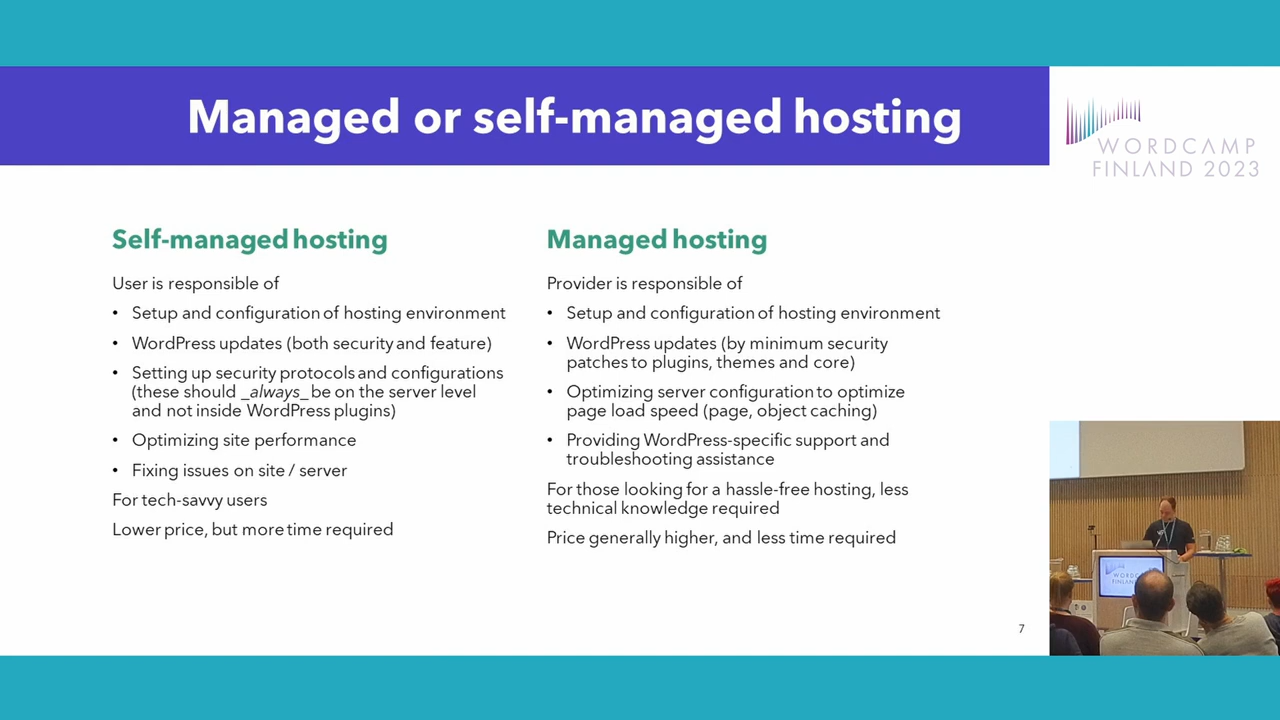 Managed or self-managed hosting
WORDCAMP
FINLAND 2023
Self-managed hosting
User is responsible of
• Setup and configuration of hosting environment
• WordPress updates (both security and feature)
• Setting up security protocols and configurations
(these should _always_ be on the server level
and not inside WordPress plugins)
• Optimizing site performance
• Fixing issues on site / server
For tech-savvy users
Lower price, but more time required
Managed hosting
Provider is responsible of
• Setup and configuration of hosting environment
• WordPress updates (by minimum security
patches to plugins, themes and core)
• Optimizing server configuration to optimize
page load speed (page, object caching)
• Providing WordPress-specific support and
troubleshooting assistance
For those looking for a hassle-free hosting, less
technical knowledge required
Price generally higher, and less time required
7